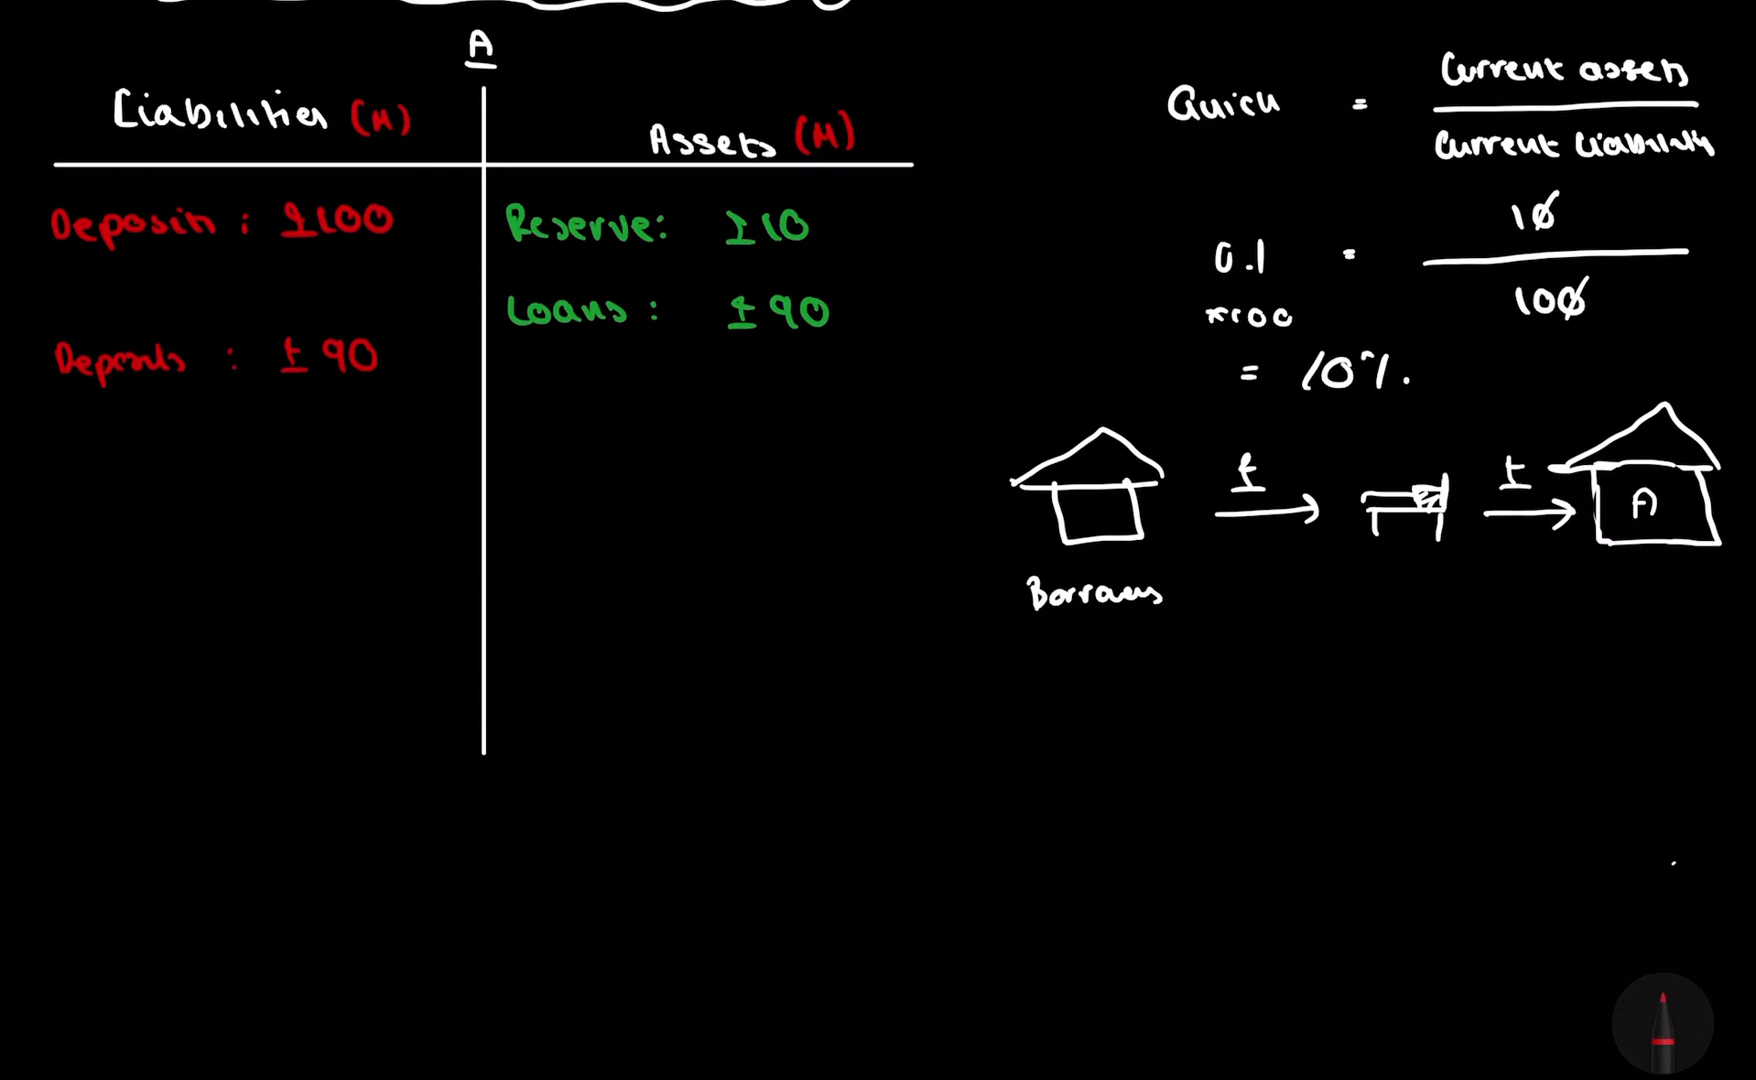 A
Liabilities (M)
Assets (M)
Deposits : £100
Reserve: £10
Loans : £90
Deposits : £90
Quick = Current assets
Current Liability
0.1 = 10
100
×100
= 10%.
£ £
A
Borrowers